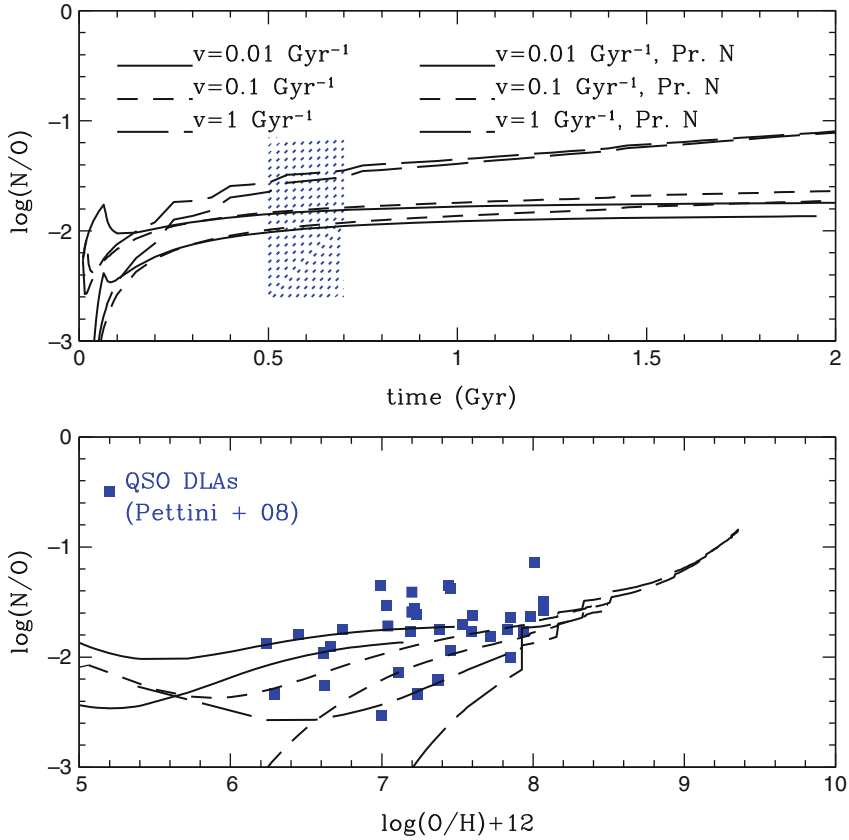 0
v=0.01 Gyr⁻¹ v=0.01 Gyr⁻¹, Pr. N
v=0.1 Gyr⁻¹ v=0.1 Gyr⁻¹, Pr. N
v=1 Gyr⁻¹ v=1 Gyr⁻¹, Pr. N
−1
log(N/O)
−2
−3
0 0.5 1 1.5 2
time (Gyr)
0
QSO DLAs
(Pettini + 08)
−1
log(N/O)
−2
−3
5 6 7 8 9 10
log(O/H)+12